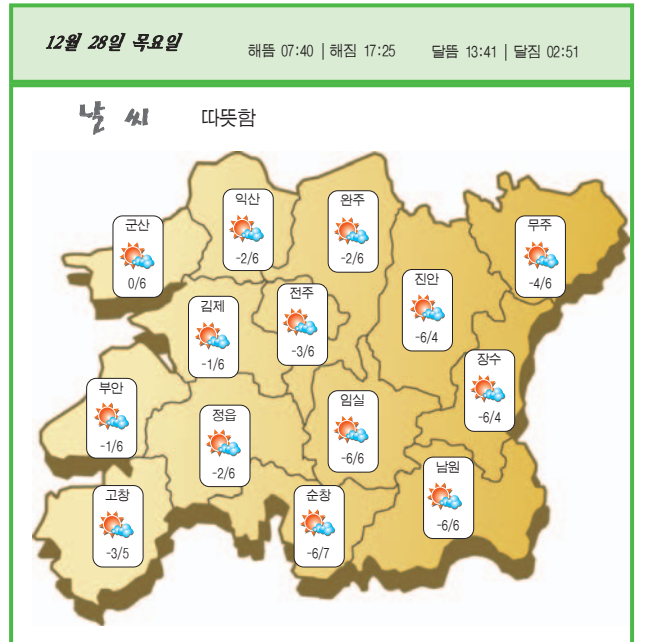 12월 28일 목요일
해뜸 07:40 | 해짐 17:25 달뜸 13:41 | 달짐 02:51
날 씨 따뜻함
익산
-2/6
완주
-2/6
군산
0/6
무주
-4/6
진안
-6/4
전주
-3/6
김제
-1/6
장수
-6/4
부안
-1/6
임실
-6/6
정읍
-2/6
남원
-6/6
고창
-3/5
순창
-6/7